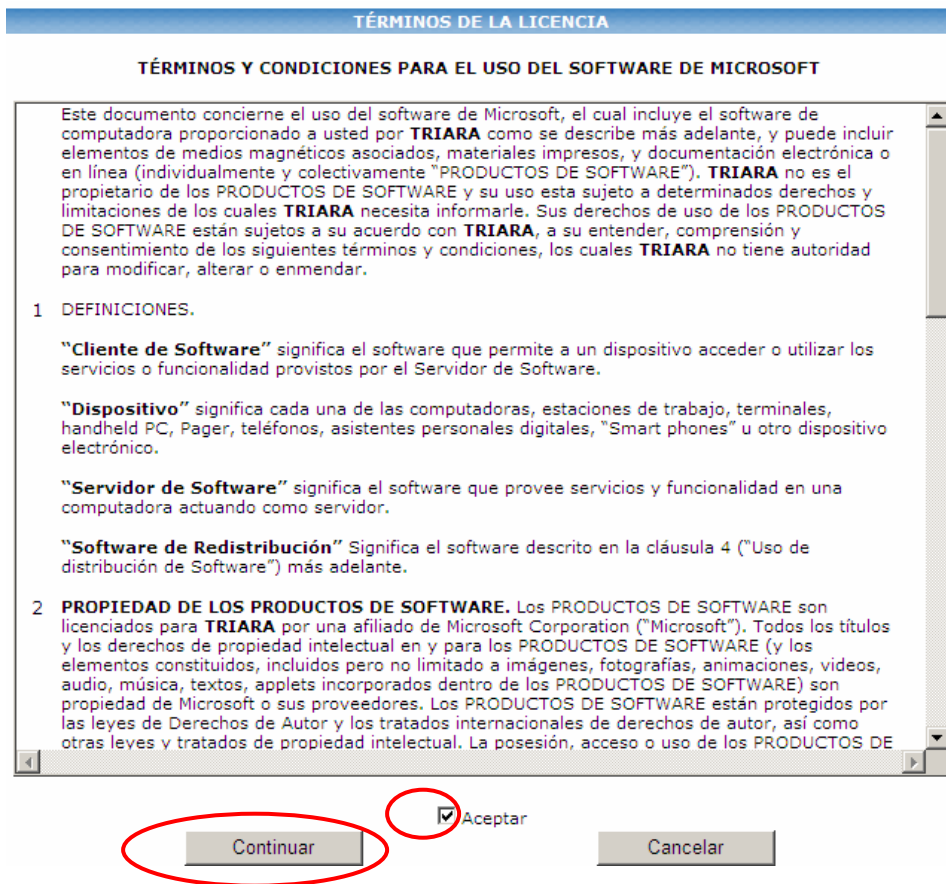 TÉRMINOS DE LA LICENCIA
TÉRMINOS Y CONDICIONES PARA EL USO DEL SOFTWARE DE MICROSOFT
Este documento concierne el uso del software de Microsoft, el cual incluye el software de
computadora proporcionado a usted por TRIARA como se describe más adelante, y puede incluir
elementos de medios magnéticos asociados, materiales impresos, y documentación electrónica o
en línea (individualmente y colectivamente “PRODUCTOS DE SOFTWARE”). TRIARA no es el
propietario de los PRODUCTOS DE SOFTWARE y su uso esta sujeto a determinados derechos y
limitaciones de los cuales TRIARA necesita informarle. Sus derechos de uso de los PRODUCTOS
DE SOFTWARE están sujetos a su acuerdo con TRIARA, a su entender, comprensión y
consentimiento de los siguientes términos y condiciones, los cuales TRIARA no tiene autoridad
para modificar, alterar o enmendar.
1 DEFINICIONES.
“Cliente de Software” significa el software que permite a un dispositivo acceder o utilizar los
servicios o funcionalidad provistos por el Servidor de Software.
“Dispositivo” significa cada una de las computadoras, estaciones de trabajo, terminales,
handheld PC, Pager, teléfonos, asistentes personales digitales, “Smart phones” u otro dispositivo
electrónico.
“Servidor de Software” significa el software que provee servicios y funcionalidad en una
computadora actuando como servidor.
“Software de Redistribución” Significa el software descrito en la cláusula 4 (“Uso de
distribución de Software”) más adelante.
2 PROPIEDAD DE LOS PRODUCTOS DE SOFTWARE. Los PRODUCTOS DE SOFTWARE son
licenciados para TRIARA por una afiliado de Microsoft Corporation (“Microsoft”). Todos los títulos
y los derechos de propiedad intelectual en y para los PRODUCTOS DE SOFTWARE (y los
elementos constituidos, incluidos pero no limitado a imágenes, fotografías, animaciones, videos,
audio, música, textos, applets incorporados dentro de los PRODUCTOS DE SOFTWARE) son
propiedad de Microsoft o sus proveedores. Los PRODUCTOS DE SOFTWARE están protegidos por
las leyes de Derechos de Autor y los tratados internacionales de derechos de autor, así como
otras leyes y tratados de propiedad intelectual. La posesión, acceso o uso de los PRODUCTOS DE
Aceptar
Continuar
Cancelar